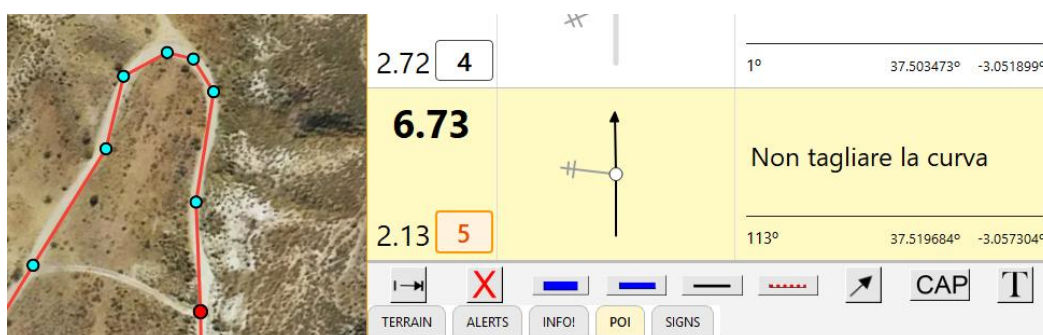 2.72 4
1º 37.503473º -3.051899º
6.73
Non tagliare la curva
2.13 5
113º 37.519684º -3.057304º
CAP T
TERRAIN ALERTS INFO! POI SIGNS